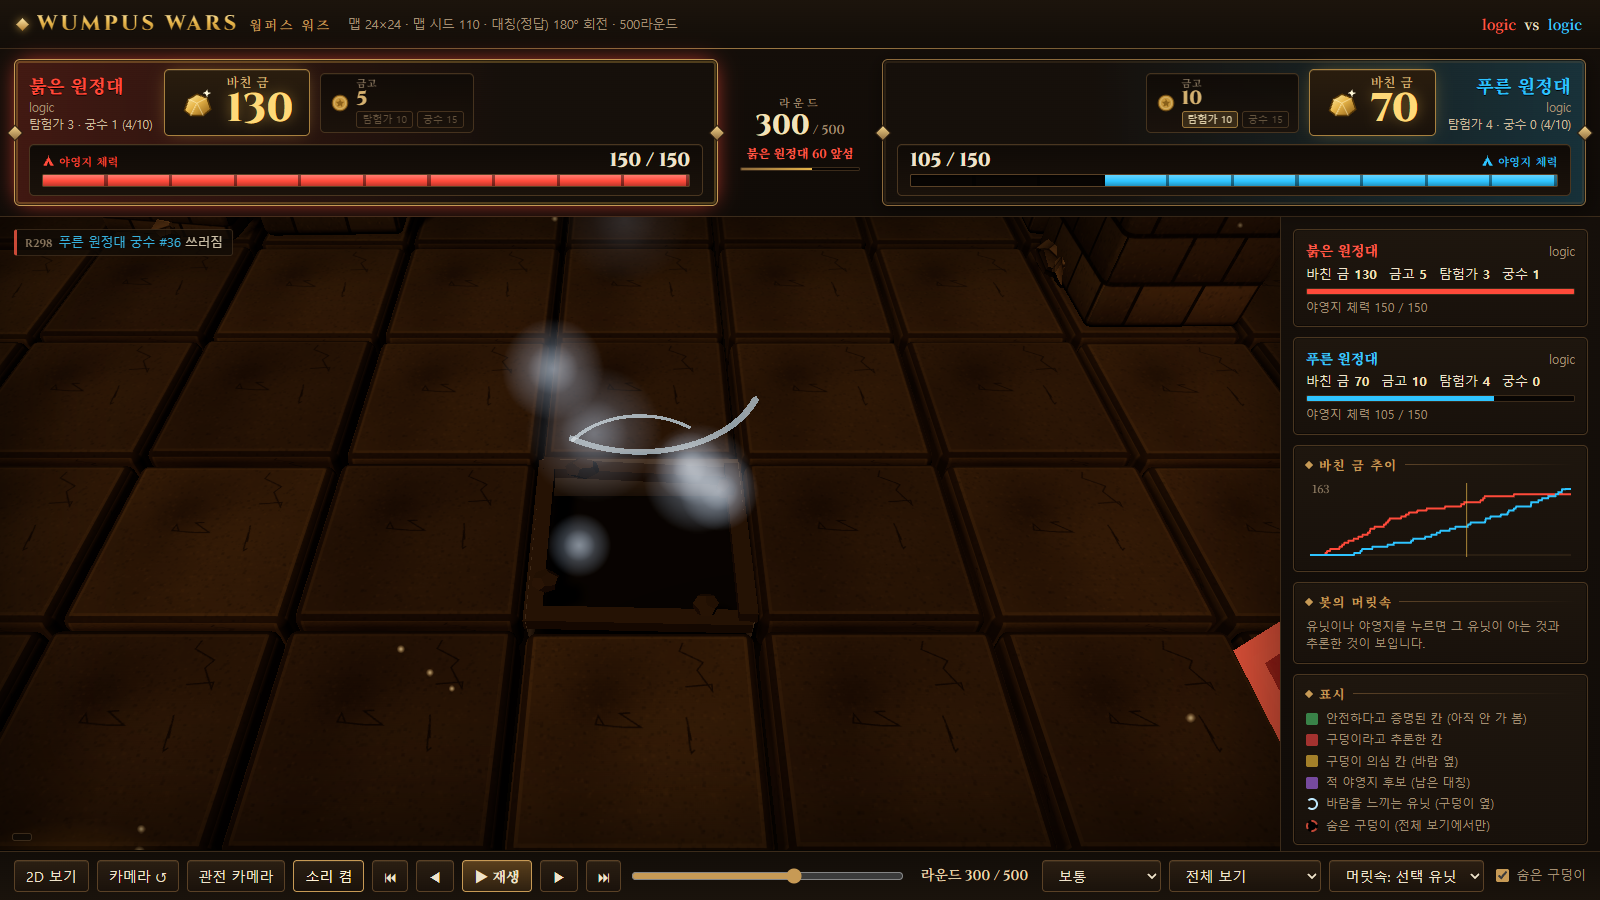 WUMPUS WARS 웜퍼스 워즈 맵 24×24 · 맵 시드 110 · 대칭(정답) 180° 회전 · 500라운드
logic vs logic
붉은 원정대
logic
탐험가 3 · 궁수 1 (4/10)
바친 금
130
금고
5
탐험가 10 궁수 15
야영지 체력
150 / 150
라운드
300 / 500
붉은 원정대 60 앞섬
금고
10
탐험가 10 궁수 15
바친 금
70
푸른 원정대
logic
탐험가 4 · 궁수 0 (4/10)
105 / 150
야영지 체력
R298 푸른 원정대 궁수 #36 쓰러짐
붉은 원정대 logic
바친 금 130 금고 5 탐험가 3 궁수 1
야영지 체력 150 / 150
푸른 원정대 logic
바친 금 70 금고 10 탐험가 4 궁수 0
야영지 체력 105 / 150
바친 금 추이
163
봇의 머릿속
유닛이나 야영지를 누르면 그 유닛이 아는 것과
추론한 것이 보입니다.
표시
안전하다고 증명된 칸 (아직 안 가 봄)
구덩이라고 추론한 칸
구덩이 의심 칸 (바람 옆)
적 야영지 후보 (남은 대칭)
바람을 느끼는 유닛 (구덩이 옆)
숨은 구덩이 (전체 보기에서만)
2D 보기 카메라 ↺ 관전 카메라 소리 켬 ⏮ ◀ ▶ 재생 ▶ ⏭ 라운드 300 / 500 보통 전체 보기 머릿속: 선택 유닛 숨은 구덩이